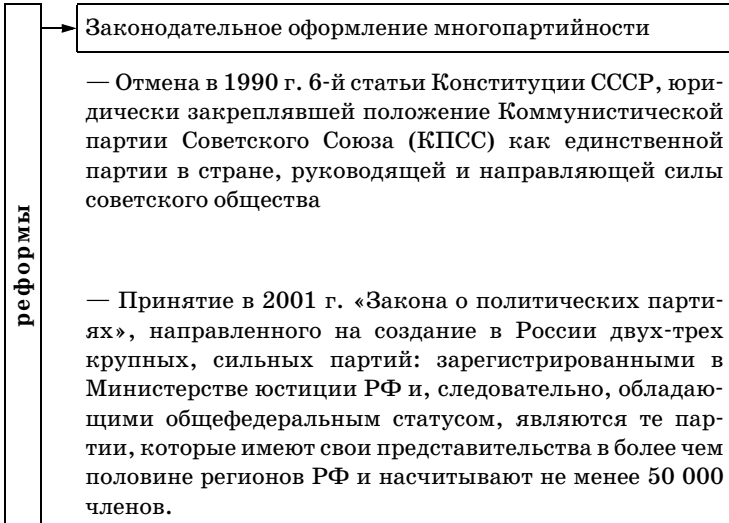 реформы
Законодательное оформление многопартийности
— Отмена в 1990 г. 6-й статьи Конституции СССР, юри-
дически закреплявшей положение Коммунистической
партии Советского Союза (КПСС) как единственной
партии в стране, руководящей и направляющей силы
советского общества
— Принятие в 2001 г. «Закона о политических парти-
ях», направленного на создание в России двух-трех
крупных, сильных партий: зарегистрированными в
Министерстве юстиции РФ и, следовательно, обладаю-
щими общефедеральным статусом, являются те пар-
тии, которые имеют свои представительства в более чем
половине регионов РФ и насчитывают не менее 50 000
членов.